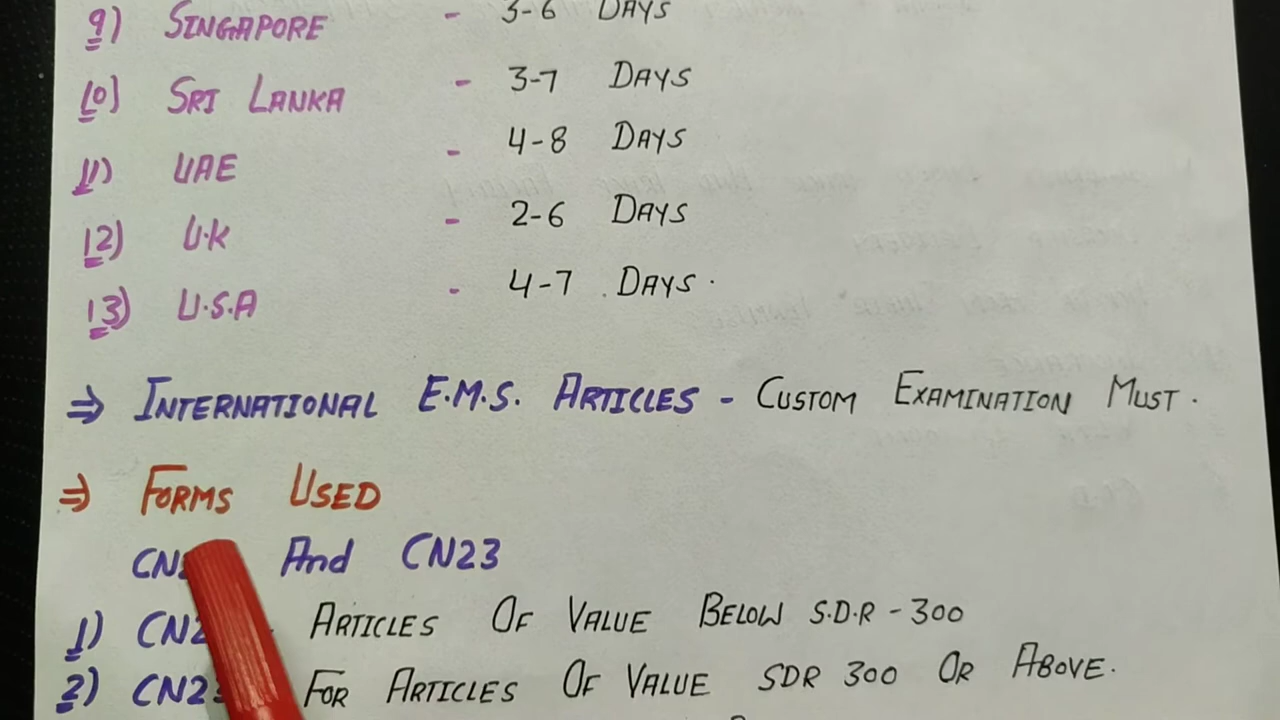 9) SINGAPORE - 3-6 DAYS
10) SRI LANKA - 3-7 DAYS
11) UAE - 4-8 DAYS
12) U.K - 2-6 DAYS
13) U.S.A - 4-7 DAYS.
⇒ INTERNATIONAL E.M.S. ARTICLES - CUSTOM EXAMINATION MUST.
⇒ FORMS USED
And CN23
1) ARTICLES OF VALUE BELOW S.D.R - 300
2) FOR ARTICLES OF VALUE SDR 300 OR ABOVE.